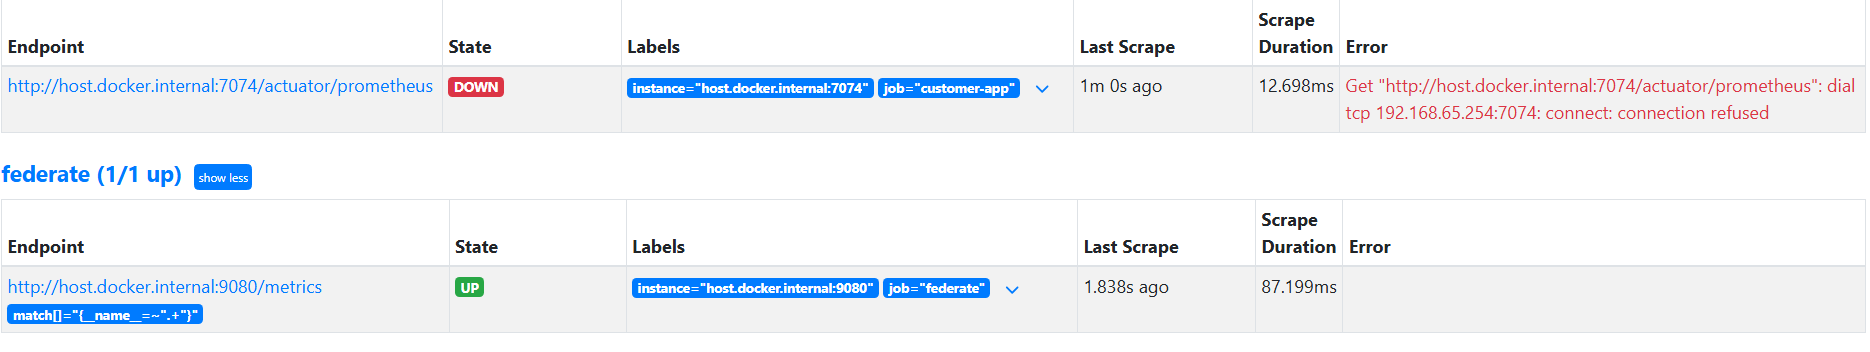 Endpoint State Labels Last Scrape Scrape Duration Error
http://host.docker.internal:7074/actuator/prometheus DOWN instance="host.docker.internal:7074" job="customer-app" 1m 0s ago 12.698ms Get "http://host.docker.internal:7074/actuator/prometheus": dial
tcp 192.168.65.254:7074: connect: connection refused
federate (1/1 up) show less
Endpoint State Labels Last Scrape Scrape Duration Error
http://host.docker.internal:9080/metrics UP instance="host.docker.internal:9080" job="federate" 1.838s ago 87.199ms
match[]="{__name__=~".+"}"